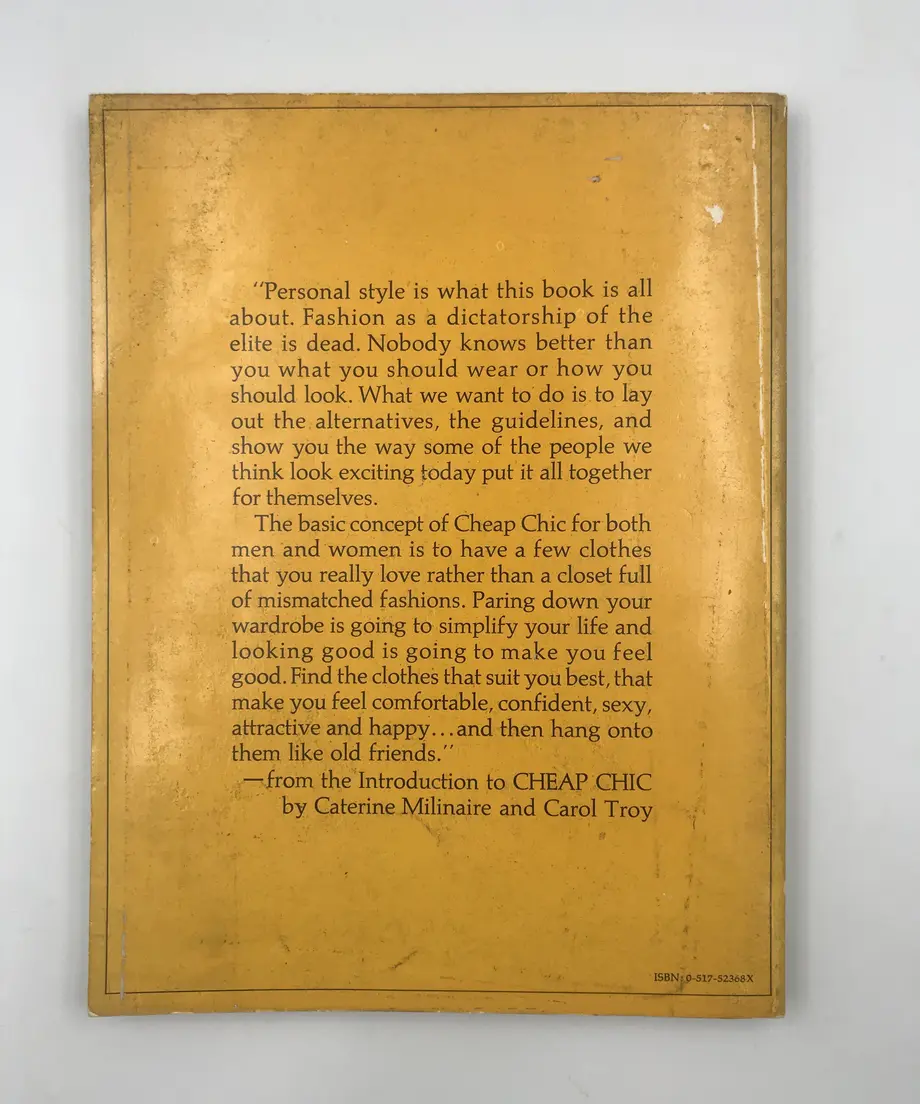 "Personal style is what this book is all
about. Fashion as a dictatorship of the
elite is dead. Nobody knows better than
you what you should wear or how you
should look. What we want to do is to lay
out the alternatives, the guidelines, and
show you the way some of the people we
think look exciting today put it all together
for themselves.
The basic concept of Cheap Chic for both
men and women is to have a few clothes
that you really love rather than a closet full
of mismatched fashions. Paring down your
wardrobe is going to simplify your life and
looking good is going to make you feel
good. Find the clothes that suit you best, that
make you feel comfortable, confident, sexy,
attractive and happy...and then hang onto
them like old friends."
—from the Introduction to CHEAP CHIC
by Caterine Milinaire and Carol Troy
ISBN: 0-517-52368X